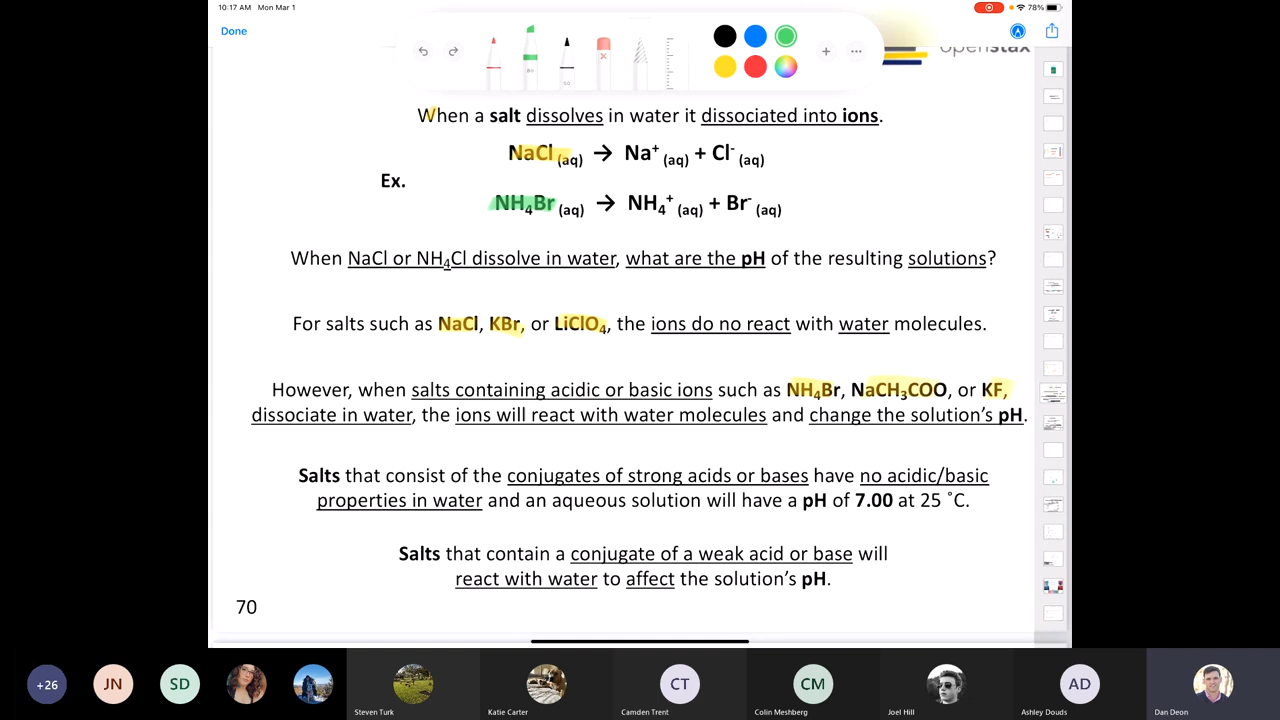 10:17 AM Mon Mar 1
78%
Done
openstax
When a salt dissolves in water it dissociated into ions.
NaCl (aq) → Na⁺ (aq) + Cl⁻ (aq)
Ex.
NH₄Br (aq) → NH₄⁺ (aq) + Br⁻ (aq)
When NaCl or NH₄Cl dissolve in water, what are the pH of the resulting solutions?
For salts such as NaCl, KBr, or LiClO₄, the ions do no react with water molecules.
However, when salts containing acidic or basic ions such as NH₄Br, NaCH₃COO, or KF,
dissociate in water, the ions will react with water molecules and change the solution’s pH.
Salts that consist of the conjugates of strong acids or bases have no acidic/basic
properties in water and an aqueous solution will have a pH of 7.00 at 25 ˚C.
Salts that contain a conjugate of a weak acid or base will
react with water to affect the solution’s pH.
70
+26 JN SD CT CM AD
Steven Turk Katie Carter Camden Trent Colin Meshberg Joel Hill Ashley Douds Dan Deon